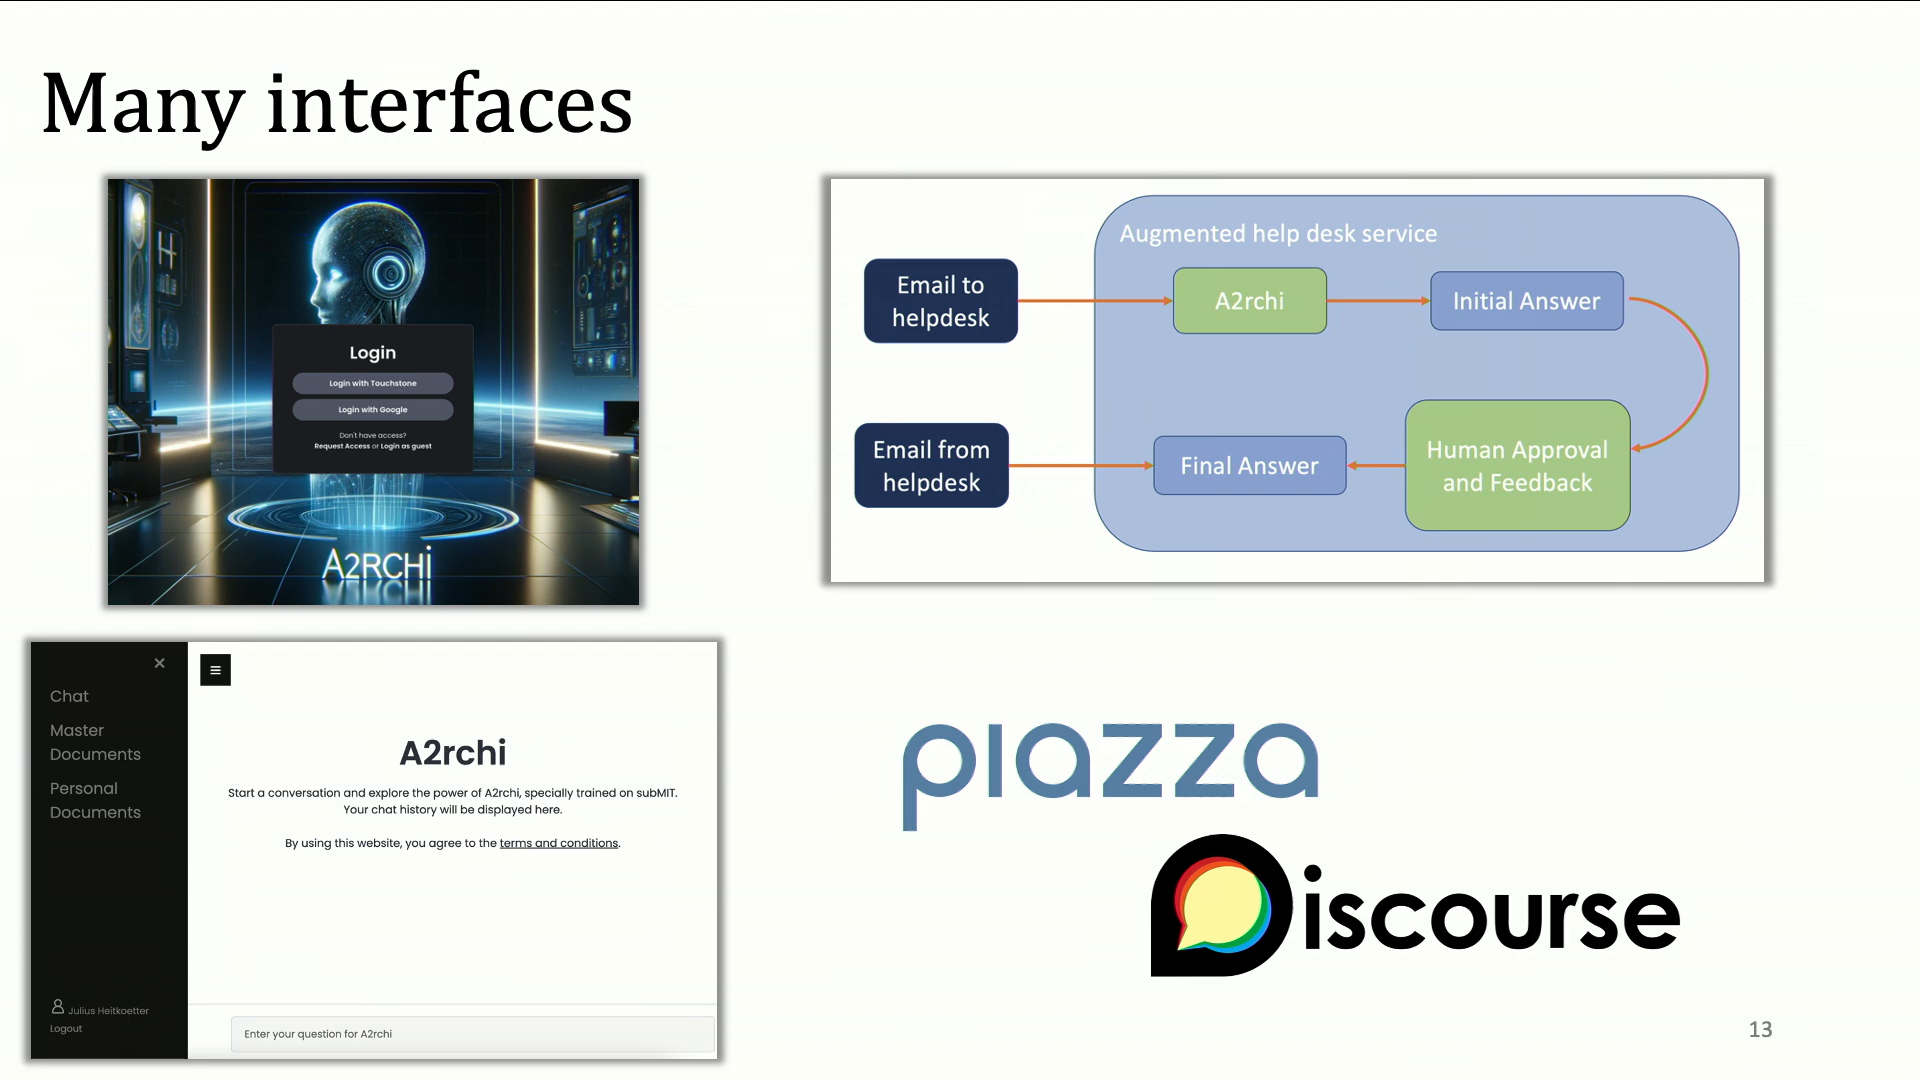 Many interfaces
Login
Login with Touchstone
Login with Google
Don't have access?
Request Access or Login as guest
A2RCHi
Augmented help desk service
Email to
helpdesk
A2rchi
Initial Answer
Email from
helpdesk
Final Answer
Human Approval
and Feedback
Chat
Master
Documents
Personal
Documents
Julius Heitkoetter
Logout
A2rchi
Start a conversation and explore the power of A2rchi, specially trained on subMIT.
Your chat history will be displayed here.
By using this website, you agree to the terms and conditions.
Enter your question for A2rchi
piazza
Discourse
13